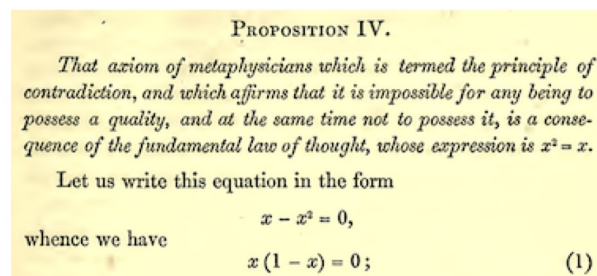 PROPOSITION IV.
That axiom of metaphysicians which is termed the principle of
contradiction, and which affirms that it is impossible for any being to
possess a quality, and at the same time not to possess it, is a conse-
quence of the fundamental law of thought, whose expression is x² = x.
Let us write this equation in the form
x − x² = 0,
whence we have
x (1 − x) = 0; (1)